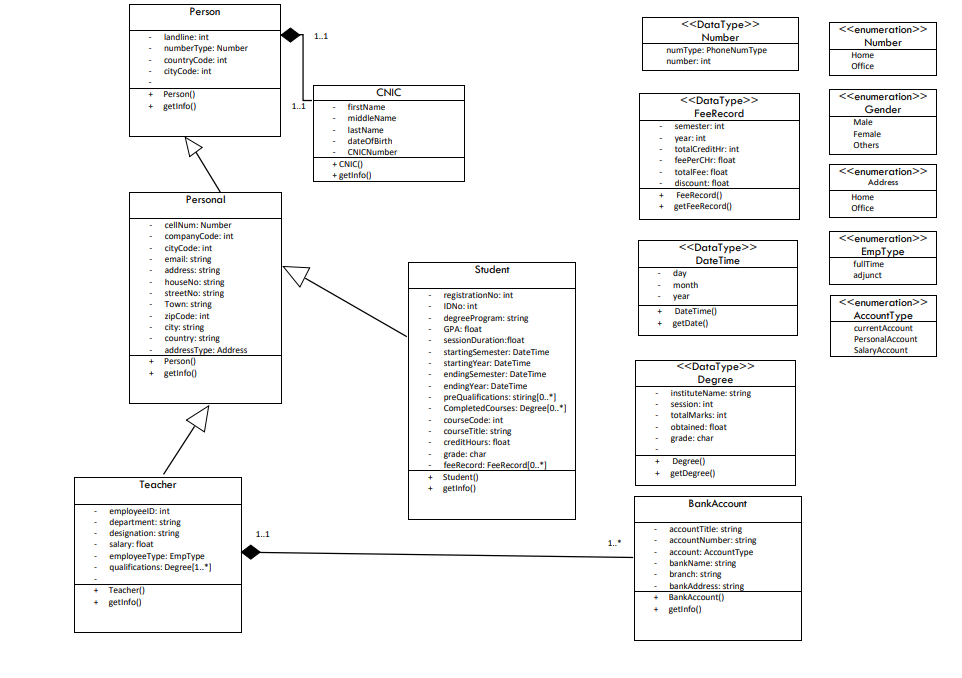 Person
- landline: int
- numberType: Number
- countryCode: int
- cityCode: int
-
+ Person()
+ getInfo()
1..1
1..1
CNIC
- firstName
- middleName
- lastName
- dateOfBirth
- CNICNumber
+ CNIC()
+ getInfo()
Personal
- cellNum: Number
- companyCode: int
- cityCode: int
- email: string
- address: string
- houseNo: string
- streetNo: string
- Town: string
- zipCode: int
- city: string
- country: string
- addressType: Address
+ Person()
+ getInfo()
Student
- registrationNo: int
- IDNo: int
- degreeProgram: string
- GPA: float
- sessionDuration:float
- startingSemester: DateTime
- startingYear: DateTime
- endingSemester: DateTime
- endingYear: DateTime
- preQualifications: stiring[0..*]
- CompletedCourses: Degree[0..*]
- courseCode: int
- courseTitle: string
- creditHours: float
- grade: char
- feeRecord: FeeRecord[0..*]
+ Student()
+ getInfo()
Teacher
- employeeID: int
- department: string
- designation: string
- salary: float
- employeeType: EmpType
- qualifications: Degree[1..*]
-
+ Teacher()
+ getInfo()
1..1
1..*
<<DataType>>
Number
numType: PhoneNumType
number: int
<<DataType>>
FeeRecord
- semester: int
- year: int
- totalCreditHr: int
- feePerCHr: float
- totalFee: float
- discount: float
+ FeeRecord()
+ getFeeRecord()
<<DataType>>
DateTime
- day
- month
- year
+ DateTime()
+ getDate()
<<DataType>>
Degree
- instituteName: string
- session: int
- totalMarks: int
- obtained: float
- grade: char
-
+ Degree()
+ getDegree()
BankAccount
- accountTitle: string
- accountNumber: string
- account: AccountType
- bankName: string
- branch: string
- bankAddress: string
+ BankAccount()
+ getInfo()
<<enumeration>>
Number
Home
Office
<<enumeration>>
Gender
Male
Female
Others
<<enumeration>>
Address
Home
Office
<<enumeration>>
EmpType
fullTime
adjunct
<<enumeration>>
AccountType
currentAccount
PersonalAccount
SalaryAccount